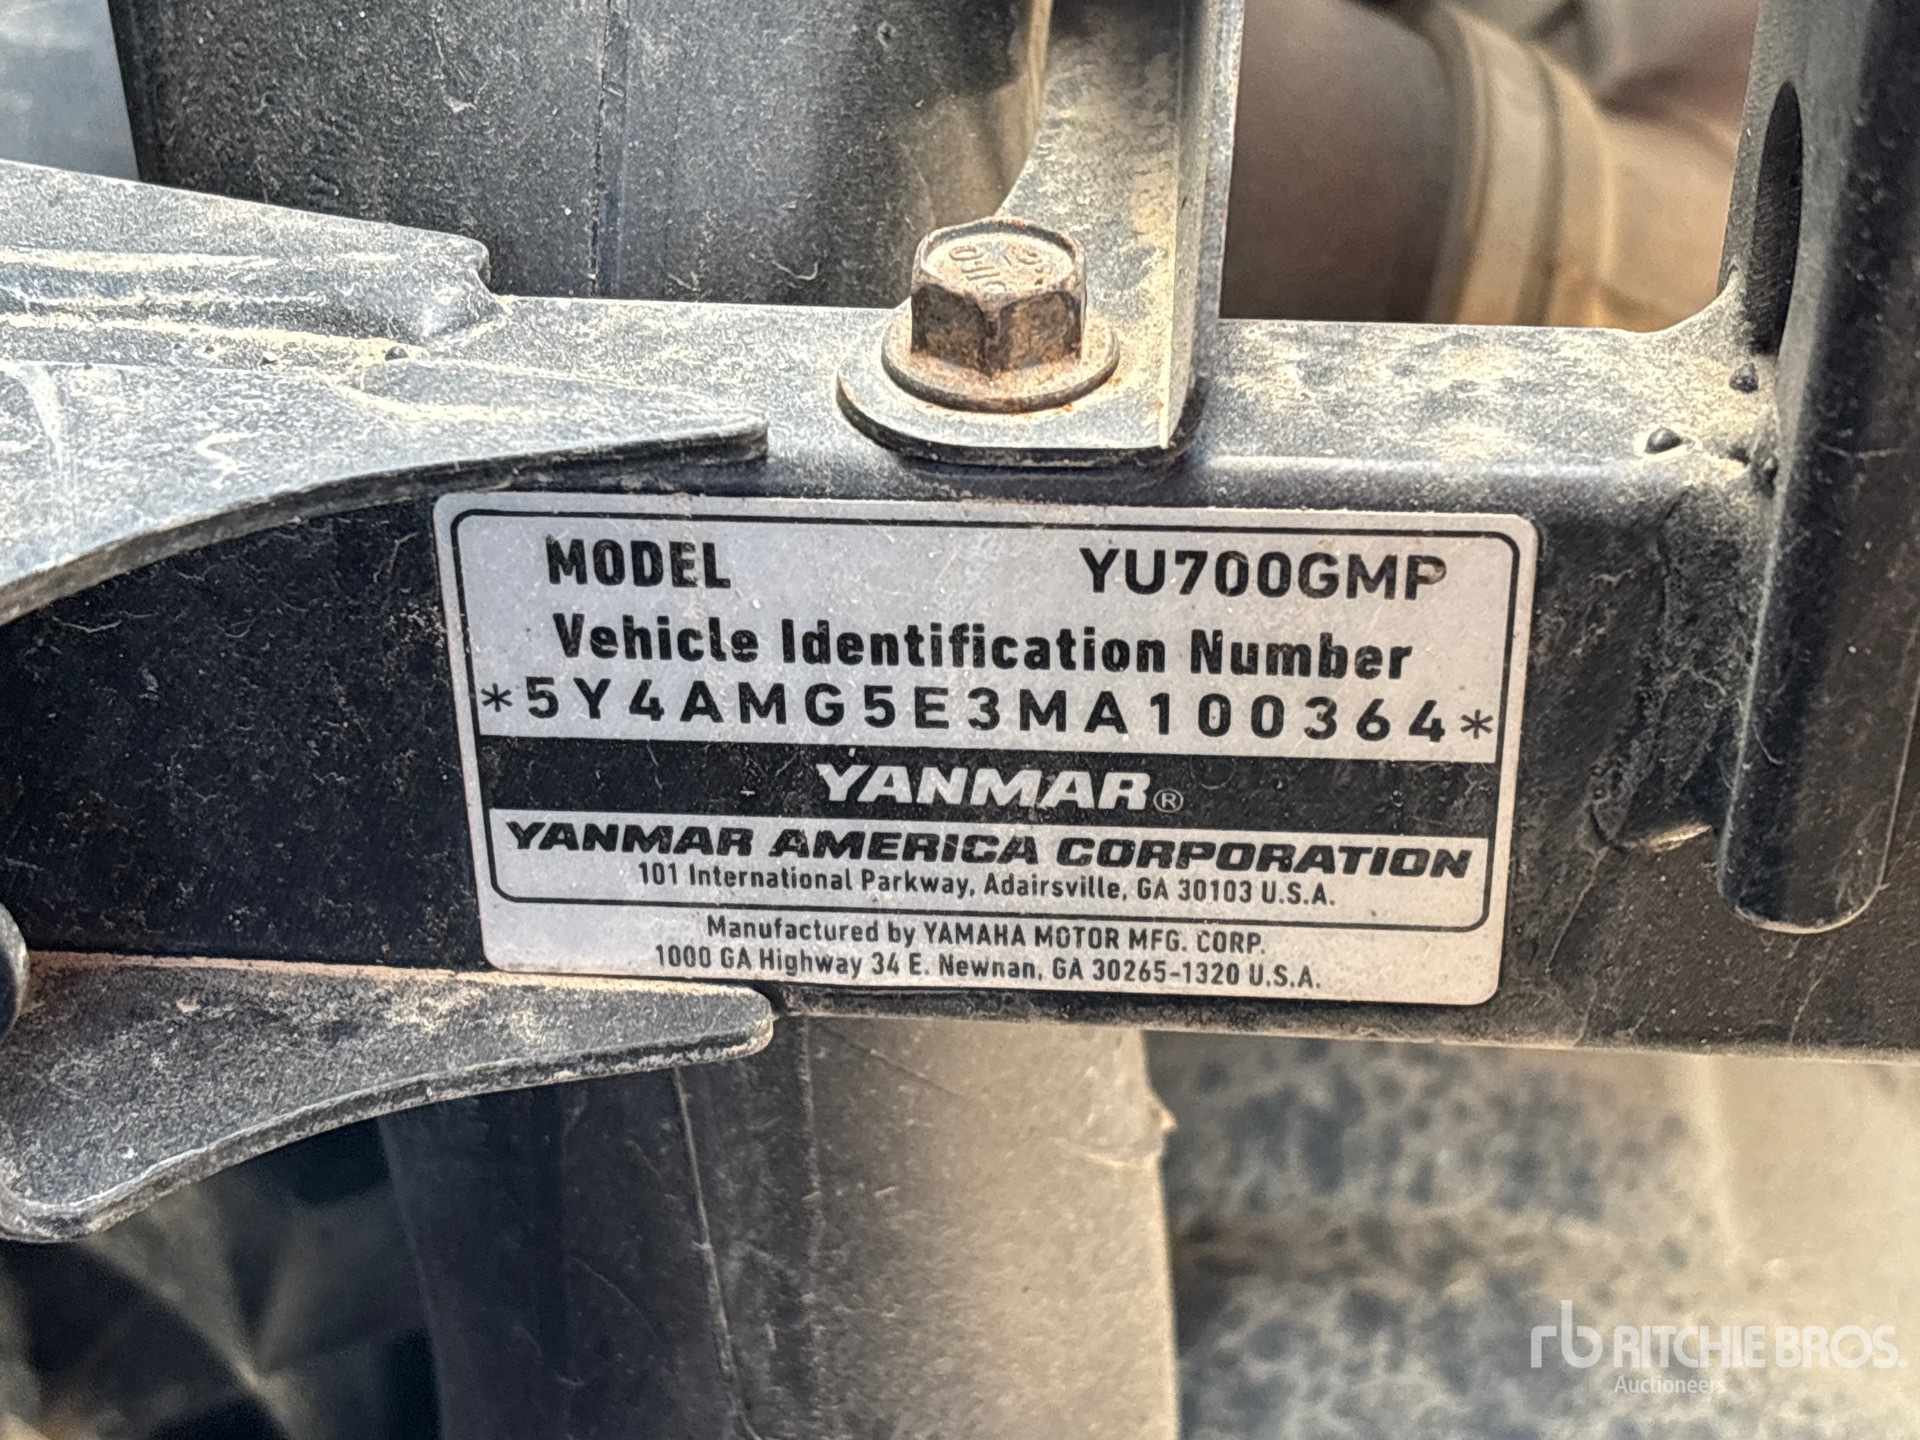 MODEL YU700GMP
Vehicle Identification Number
*5Y4AMG5E3MA100364*
YANMAR®
YANMAR AMERICA CORPORATION
101 International Parkway, Adairsville, GA 30103 U.S.A.
Manufactured by YAMAHA MOTOR MFG. CORP.
1000 GA Highway 34 E. Newnan, GA 30265-1320 U.S.A.
rb RITCHIE BROS.
Auctioneers